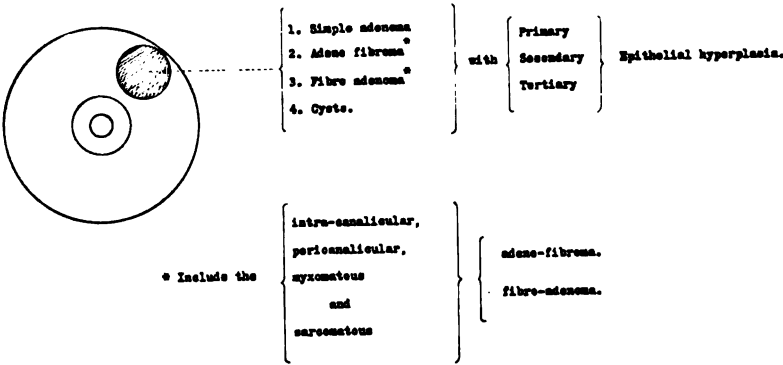 1. Simple adenoma
2. Adeno fibroma*
3. Fibro adenoma*
4. Cysts.
with
Primary
Secondary
Tertiary
Epithelial hyperplasia.
* Include the
intra-canalicular,
pericanalicular,
myxomatous
and
sarcomatous
adeno-fibroma.
fibro-adenoma.